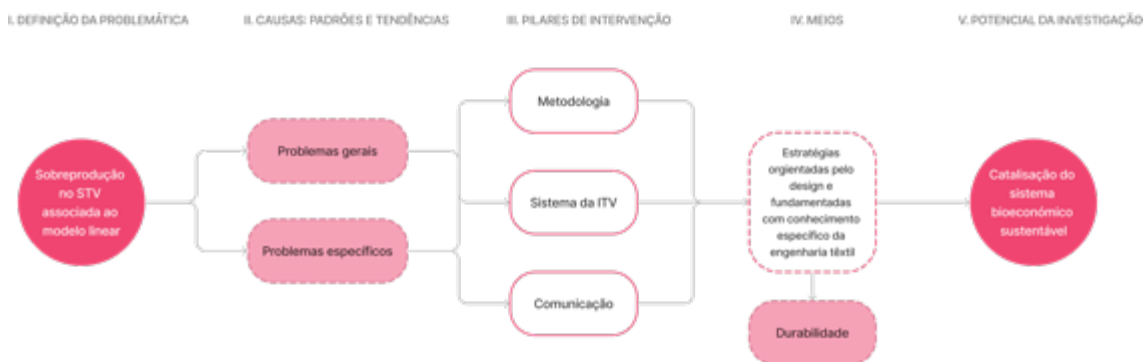 I. DEFINIÇÃO DA PROBLEMÁTICA
II. CAUSAS: PADRÕES E TENDÊNCIAS
III. PILARES DE INTERVENÇÃO
IV. MEIOS
V. POTENCIAL DA INVESTIGAÇÃO
Sobreprodução
no STV
associada ao
modelo linear
Problemas gerais
Problemas específicos
Metodologia
Sistema da ITV
Comunicação
Estratégias
orgientadas pelo
design e
fundamentadas
com conhecimento
específico da
engenharia têxtil
Durabilidade
Catalisação do
sistema
bioeconómico
sustentável